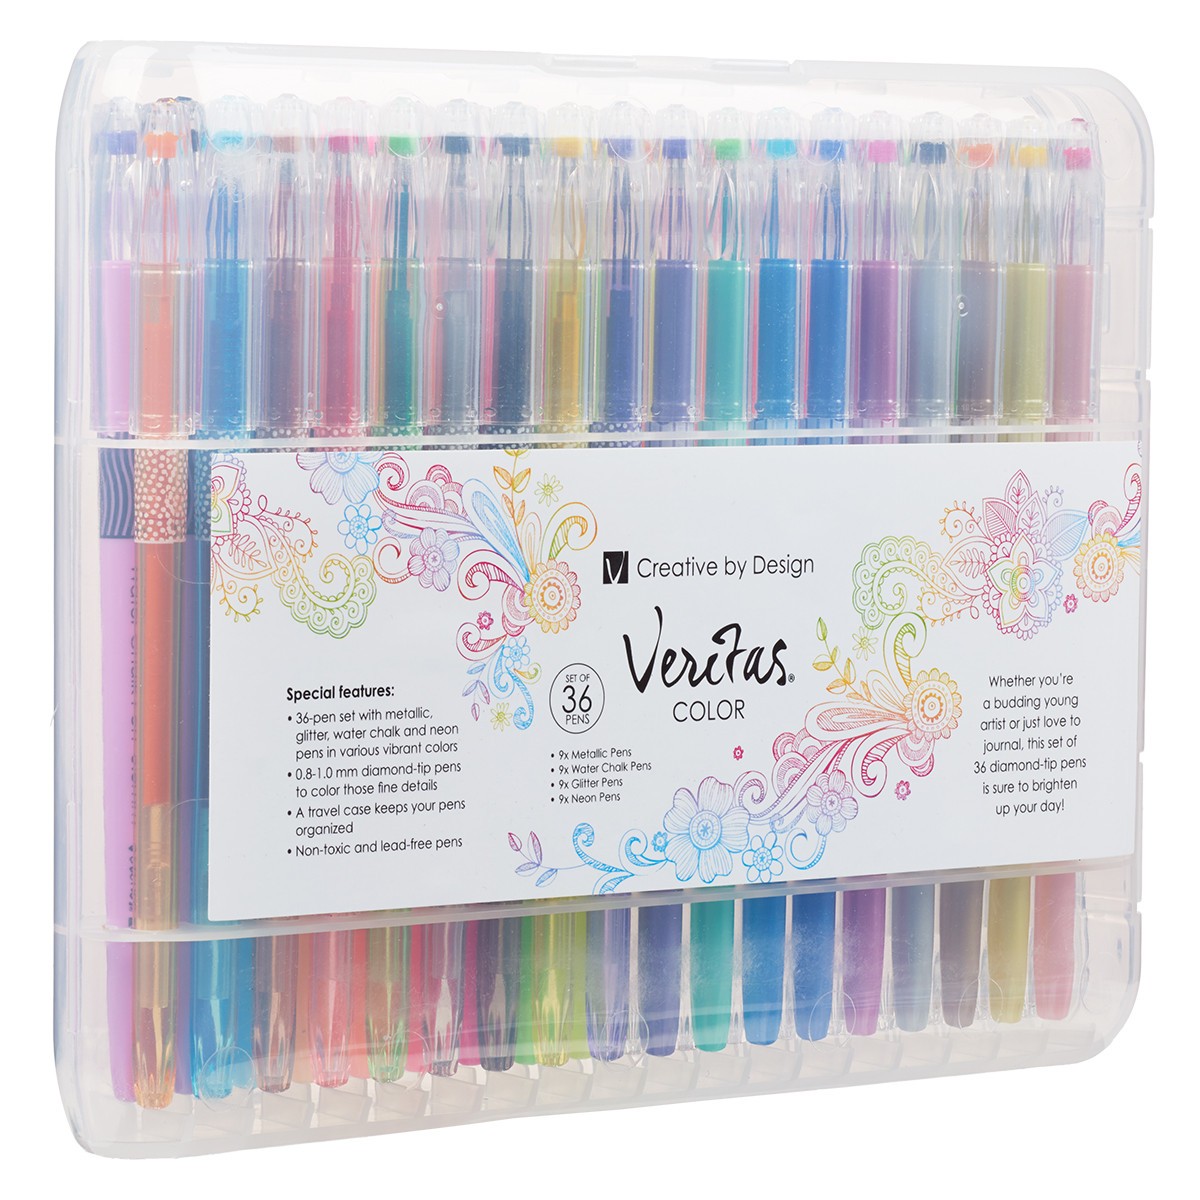 V Creative by Design
Veritas®
COLOR
SET OF
36
PENS
Special features:
• 36-pen set with metallic,
glitter, water chalk and neon
pens in various vibrant colors
• 0.8-1.0 mm diamond-tip pens
to color those fine details
• A travel case keeps your pens
organized
• Non-toxic and lead-free pens
• 9x Metallic Pens
• 9x Water Chalk Pens
• 9x Glitter Pens
• 9x Neon Pens
Whether you're
a budding young
artist or just love to
journal, this set of
36 diamond-tip pens
is sure to brighten
up your day!